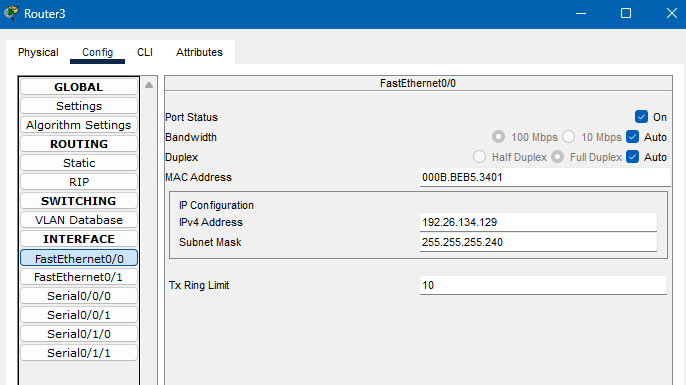 Router3
Physical Config CLI Attributes
GLOBAL
Settings
Algorithm Settings
ROUTING
Static
RIP
SWITCHING
VLAN Database
INTERFACE
FastEthernet0/0
FastEthernet0/1
Serial0/0/0
Serial0/0/1
Serial0/1/0
Serial0/1/1
FastEthernet0/0
Port Status On
Bandwidth 100 Mbps 10 Mbps Auto
Duplex Half Duplex Full Duplex Auto
MAC Address 000B.BEB5.3401
IP Configuration
IPv4 Address 192.26.134.129
Subnet Mask 255.255.255.240
Tx Ring Limit 10